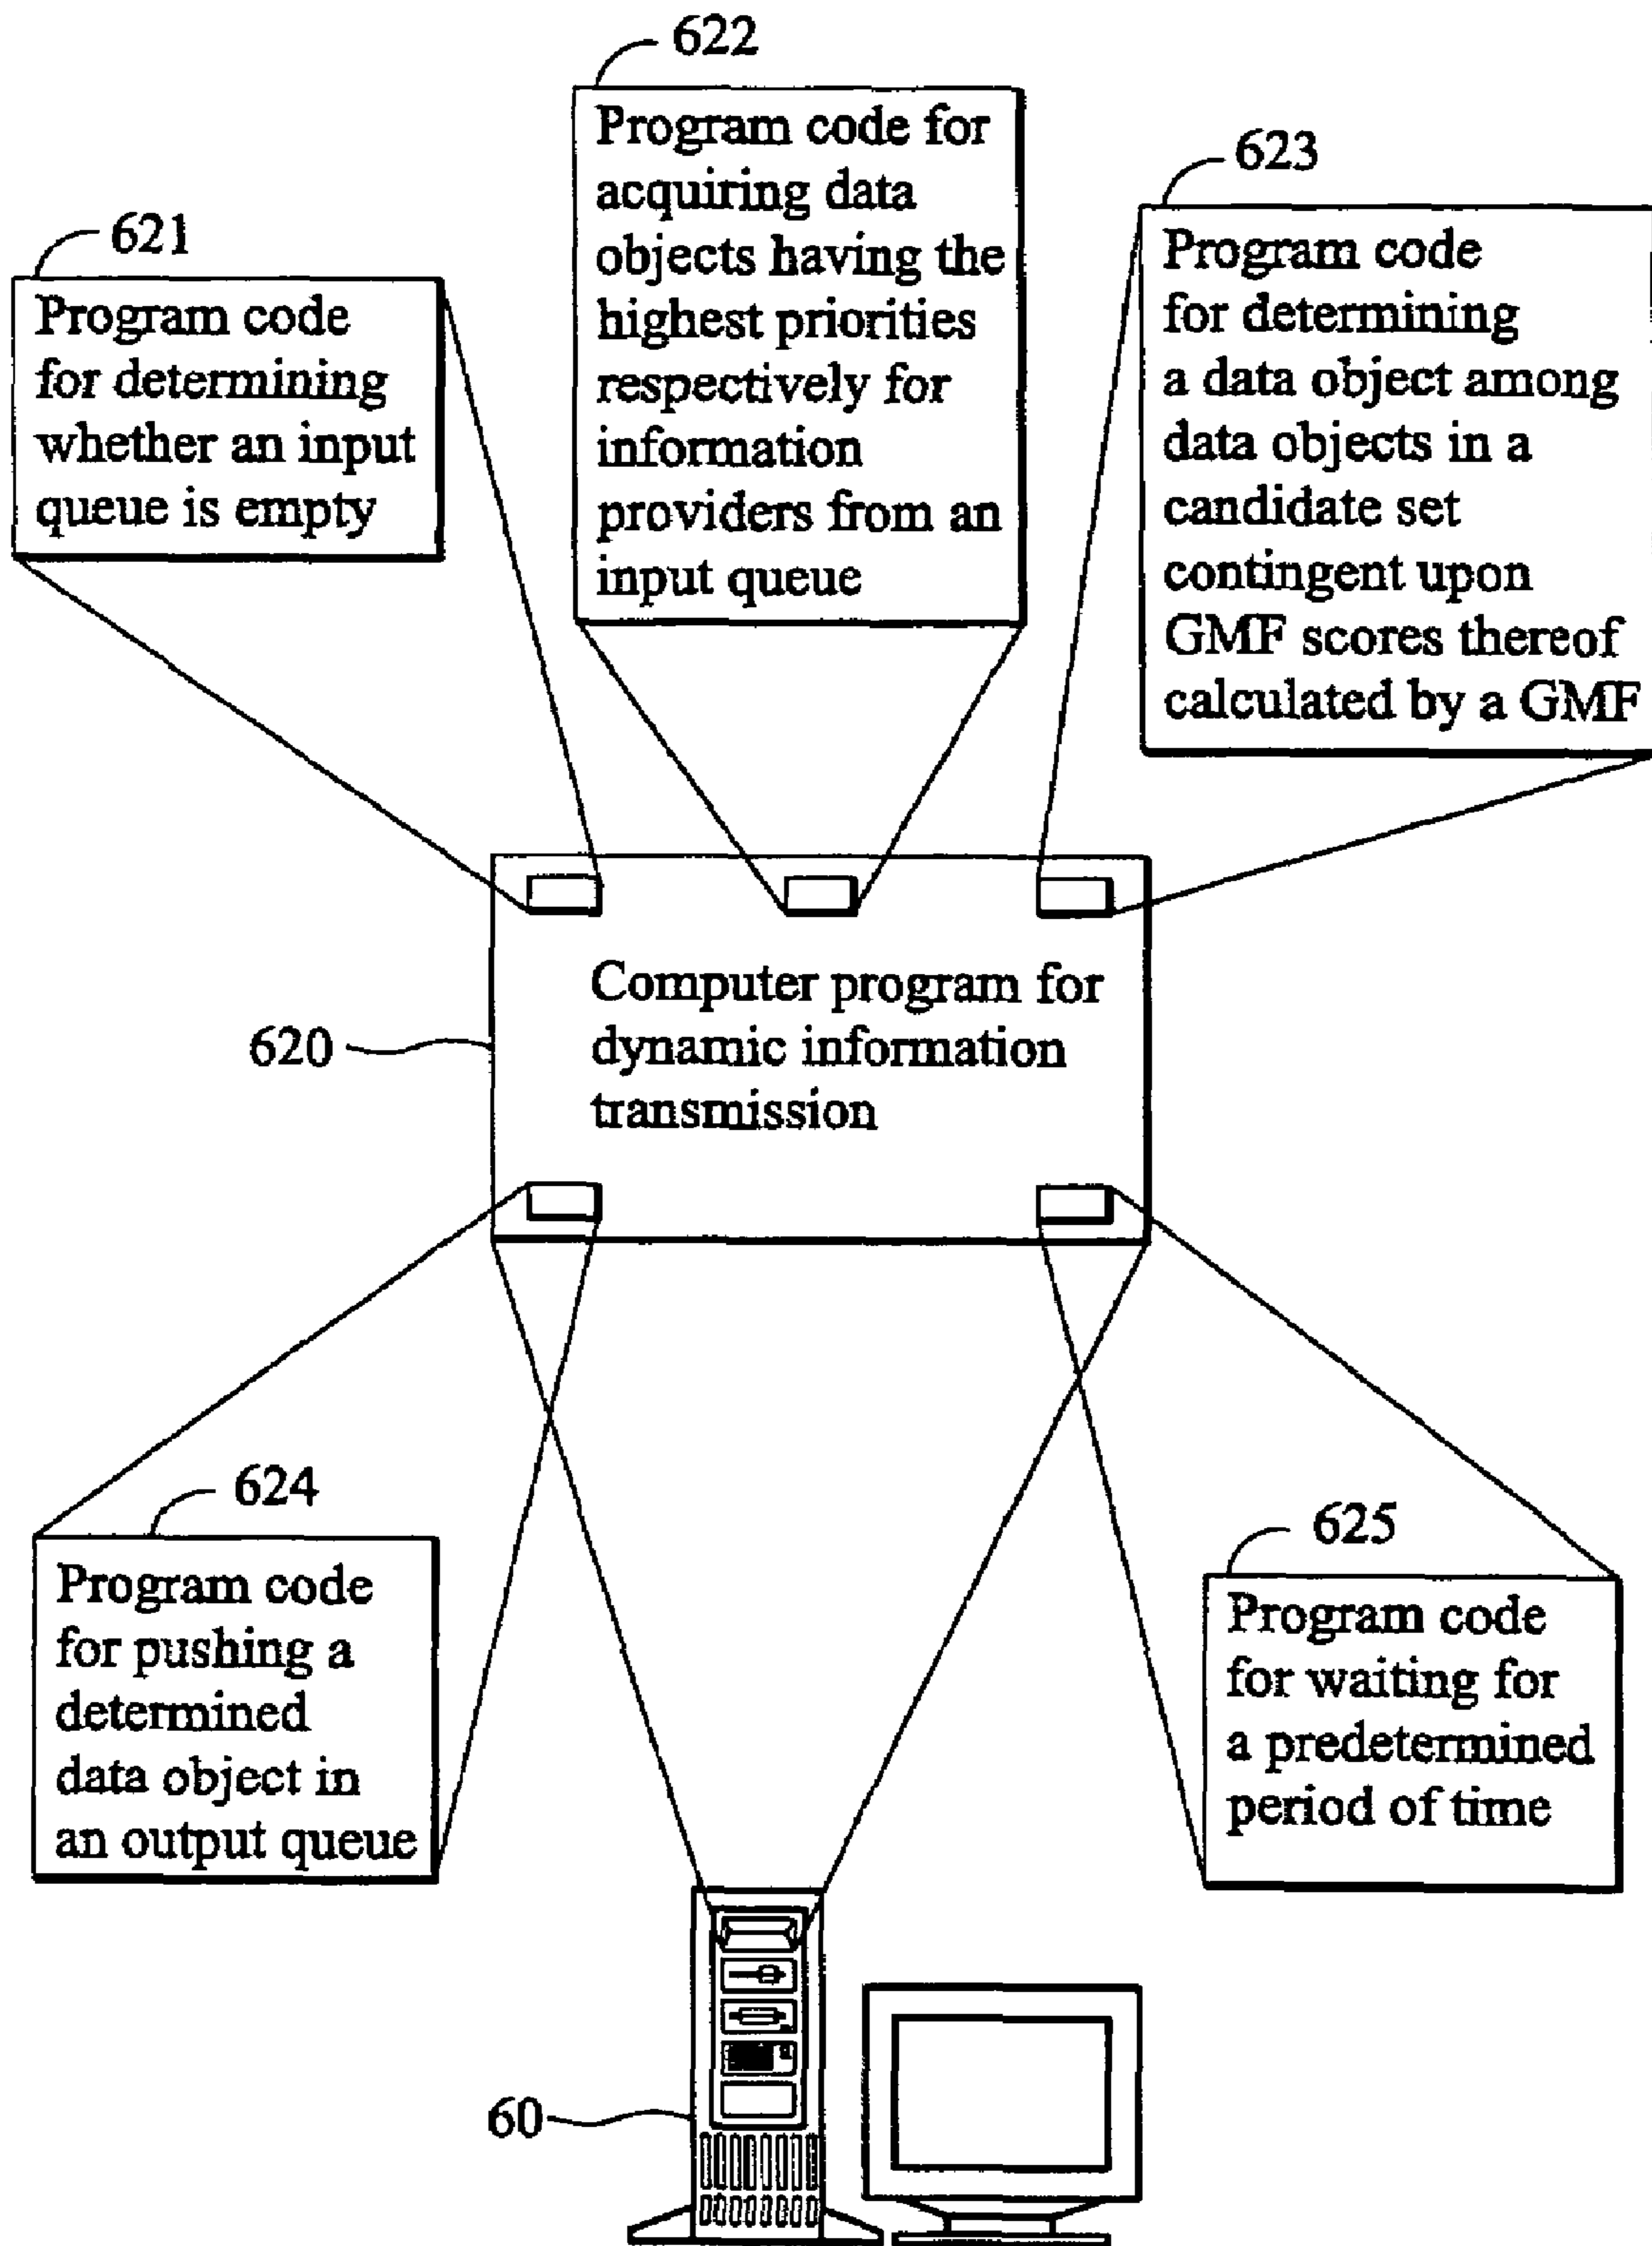 622
Program code for
acquiring data
objects having the
highest priorities
respectively for
information
providers from an
input queue
623
Program code
for determining
a data object among
data objects in a
candidate set
contingent upon
GMF scores thereof
calculated by a GMF
621
Program code
for determining
whether an input
queue is empty
620
Computer program for
dynamic information
transmission
624
Program code
for pushing a
determined
data object in
an output queue
625
Program code
for waiting for
a predetermined
period of time
60